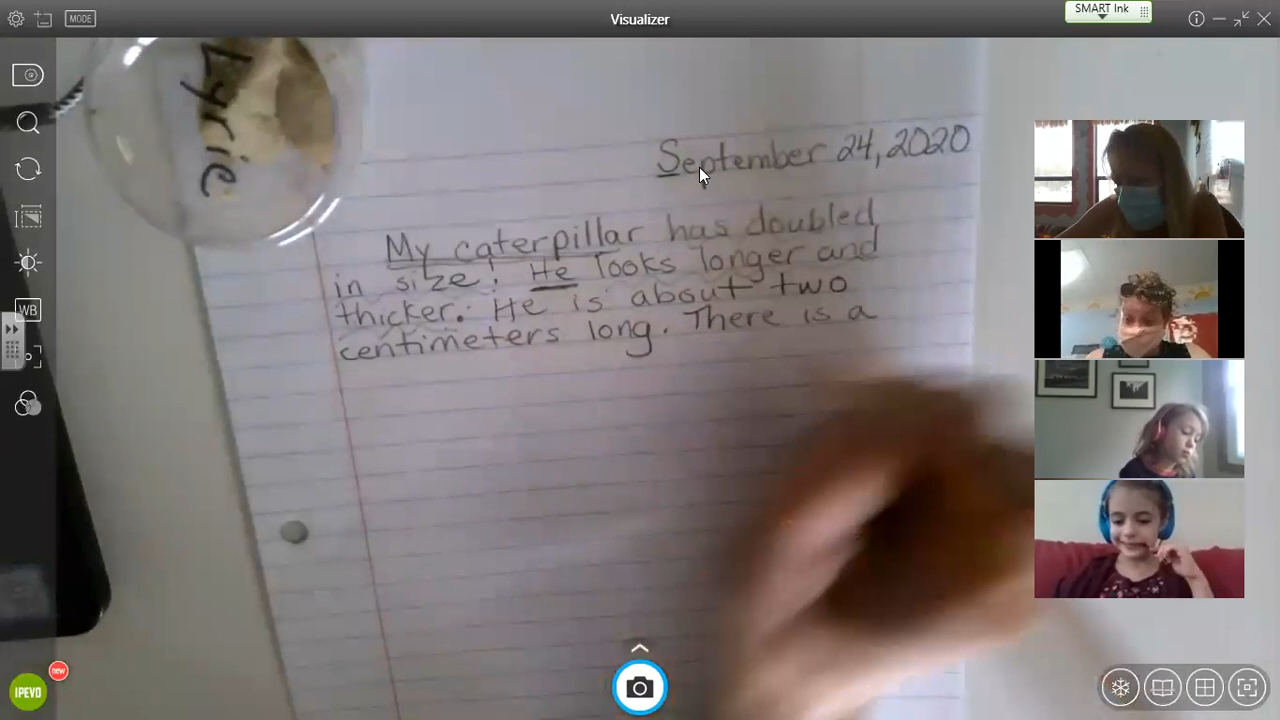 Visualizer
SMART Ink
MODE
Lyric
September 24, 2020
My caterpillar has doubled
in size! He looks longer and
thicker. He is about two
centimeters long. There is a
WB
new
iPEVO